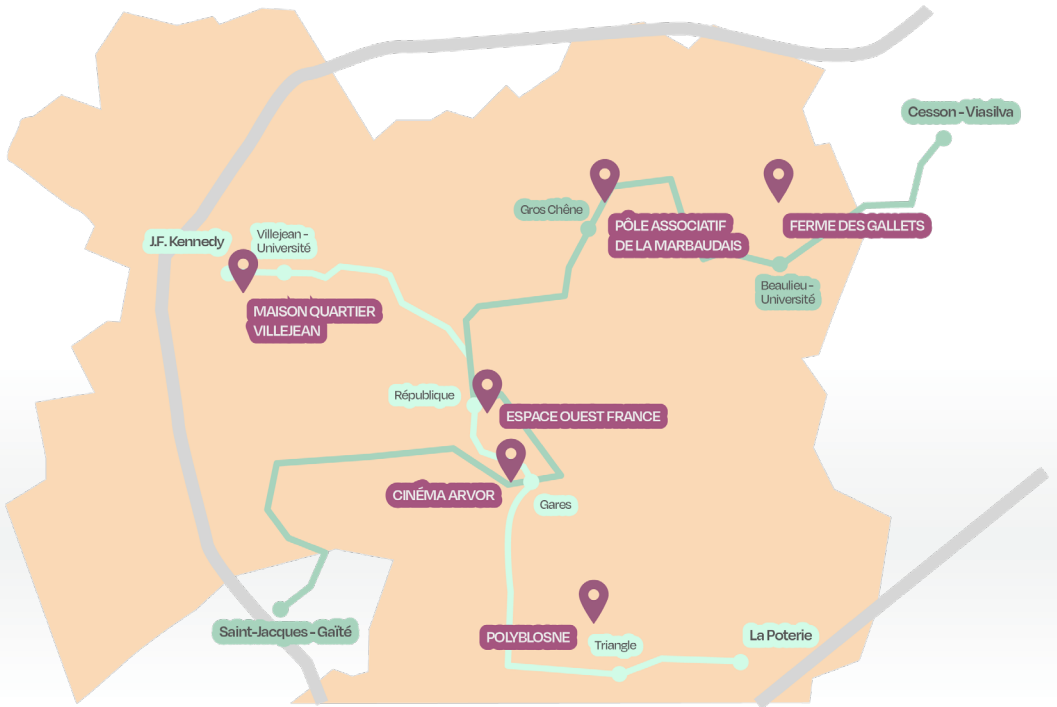 Cesson - Viasilva
Gros Chêne
PÔLE ASSOCIATIF
DE LA MARBAUDAIS
FERME DES GALLETS
J.F. Kennedy
Villejean -
Université
Beaulieu -
Université
MAISON QUARTIER
VILLEJEAN
République
ESPACE OUEST FRANCE
CINÉMA ARVOR
Gares
Saint-Jacques - Gaîté
POLYBLOSNE
Triangle
La Poterie